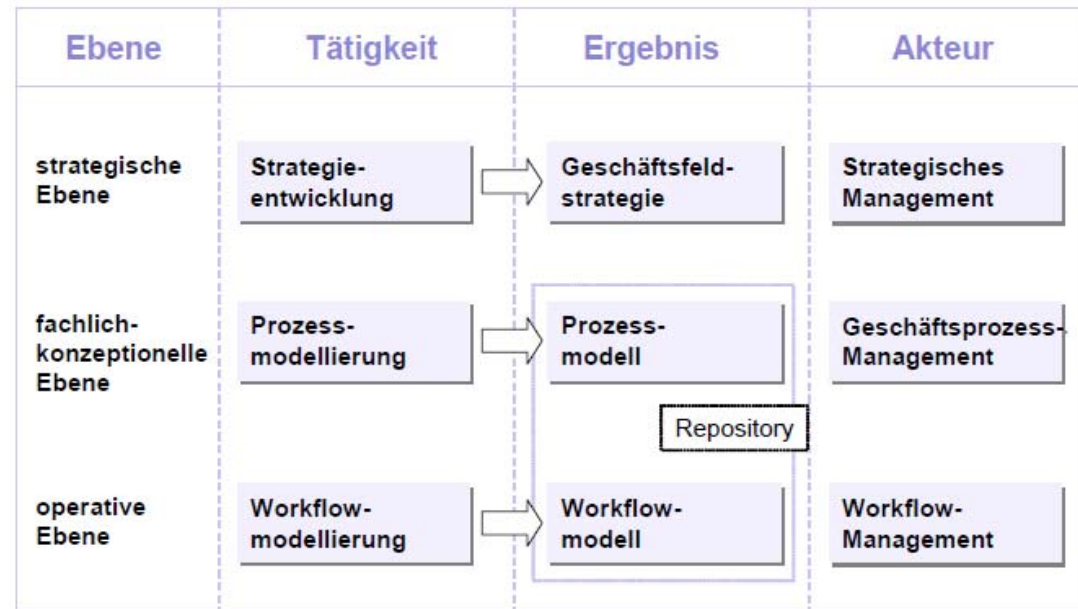 Ebene Tätigkeit Ergebnis Akteur
strategische
Ebene
Strategie-
entwicklung
Geschäftsfeld-
strategie
Strategisches
Management
fachlich-
konzeptionelle
Ebene
Prozess-
modellierung
Prozess-
modell
Geschäftsprozess-
Management
Repository
operative
Ebene
Workflow-
modellierung
Workflow-
modell
Workflow-
Management